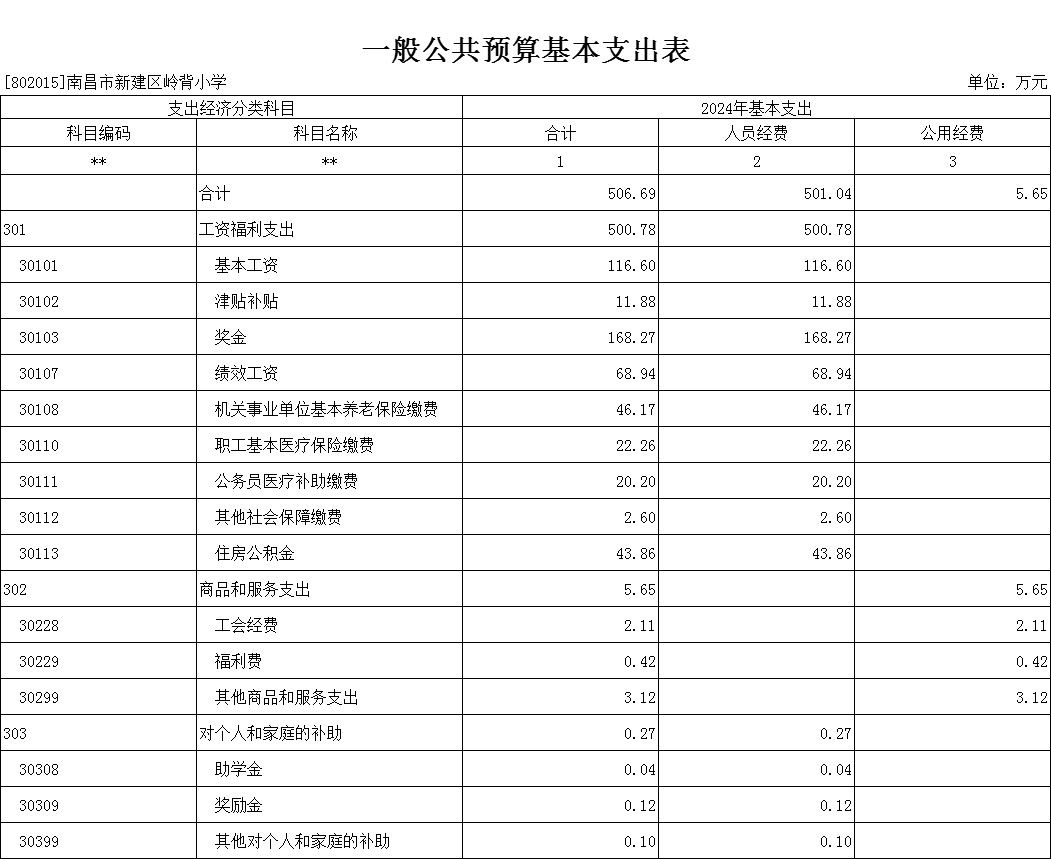 一般公共预算基本支出表
[802015]南昌市新建区岭背小学 单位：万元
支出经济分类科目 2024年基本支出
科目编码 科目名称 合计 人员经费 公用经费
** ** 1 2 3
合计 506.69 501.04 5.65
301 工资福利支出 500.78 500.78
30101 基本工资 116.60 116.60
30102 津贴补贴 11.88 11.88
30103 奖金 168.27 168.27
30107 绩效工资 68.94 68.94
30108 机关事业单位基本养老保险缴费 46.17 46.17
30110 职工基本医疗保险缴费 22.26 22.26
30111 公务员医疗补助缴费 20.20 20.20
30112 其他社会保障缴费 2.60 2.60
30113 住房公积金 43.86 43.86
302 商品和服务支出 5.65 5.65
30228 工会经费 2.11 2.11
30229 福利费 0.42 0.42
30299 其他商品和服务支出 3.12 3.12
303 对个人和家庭的补助 0.27 0.27
30308 助学金 0.04 0.04
30309 奖励金 0.12 0.12
30399 其他对个人和家庭的补助 0.10 0.10